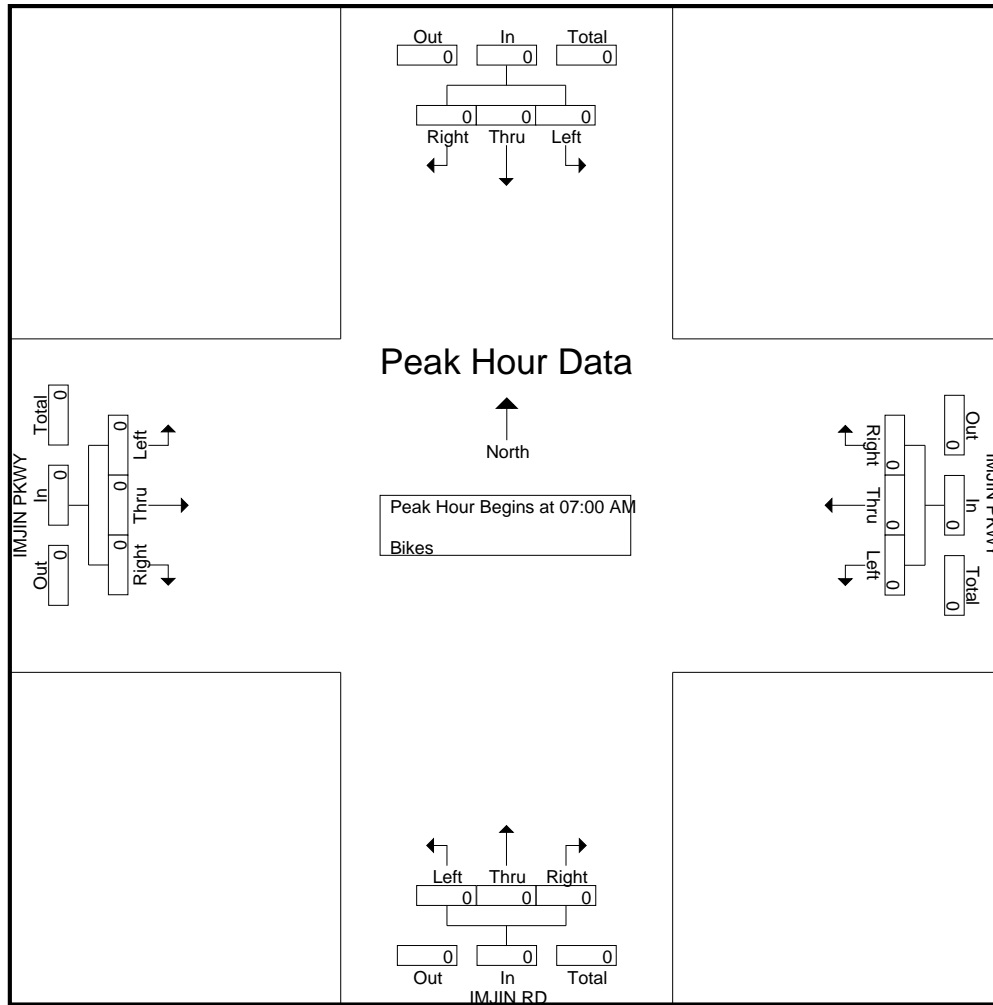 Out In Total
0 0 0
0 0 0
Right Thru Left
Peak Hour Data
North
Peak Hour Begins at 07:00 AM
Bikes
IMJIN PKWY
Total In Out
0 0 0
0 0 0
Left Thru Right
Right Thru Left
0 0 0
0 0 0
Out In Total
IMJIN PKWY
Left Thru Right
0 0 0
0 0 0
Out In Total
IMJIN RD